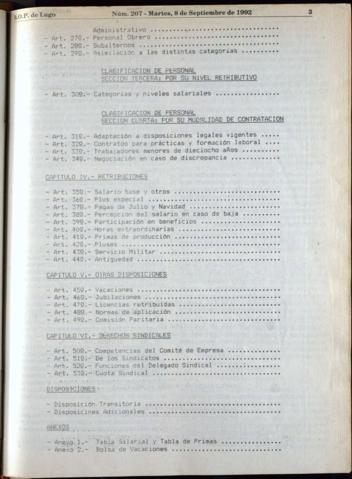 B.O.P. de Lugo Núm. 207 - Martes, 8 de Septiembre de 1992 3
Administrativo ................................
- Art. 27º.- Personal Obrero ................................
- Art. 28º.- Subalternos ................................
- Art. 29º.- Asimilación a las distintas categorías ................
CLASIFICACION DE PERSONAL
SECCION TERCERA: POR SU NIVEL RETRIBUTIVO
- Art. 30º.- Categorías y niveles salariales ................
CLASIFICACION DE PERSONAL
SECCION CUARTA: POR SU MODALIDAD DE CONTRATACION
- Art. 31º.- Adaptación a disposiciones legales vigentes .....
- Art. 32º.- Contratos para prácticas y formación laboral ....
- Art. 33º.- Trabajadores menores de dieciocho años ..........
- Art. 34º.- Negociación en caso de discrepancia ............
CAPITULO IV.- RETRIBUCIONES
- Art. 35º.- Salario base y otros ........................
- Art. 36º.- Plus especial ........................
- Art. 37º.- Pagas de Julio y Navidad ........................
- Art. 38º.- Percepción del salario en caso de baja ..........
- Art. 39º.- Participación en beneficios ....................
- Art. 40º.- Horas extraordinarias ........................
- Art. 41º.- Primas de producción ........................
- Art. 42º.- Pluses ................................
- Art. 43º.- Servicio Militar ........................
- Art. 44º.- Antiguedad ................................
CAPITULO V.- OTRAS DISPOSICIONES
- Art. 45º.- Vacaciones ................................
- Art. 46º.- Jubilaciones ................................
- Art. 47º.- Licencias retribuidas ........................
- Art. 48º.- Normas de aplicación ........................
- Art. 49º.- Comisión Paritaria ........................
CAPITULO VI.- DERECHOS SINDICALES
- Art. 50º.- Competencias del Comité de Empresa .............
- Art. 51º.- De los Sindicatos ........................
- Art. 52º.- Funciones del Delegado Sindical ................
- Art. 53º.- Cuota Sindical ........................
DISPOSICIONES
- Disposición Transitoria ................................
- Disposiciones Adicionales ................................
ANEXOS
- Anexo 1.- Tabla Salarial y Tabla de Primas ................
- Anexo 2.- Bolsa de Vacaciones ........................